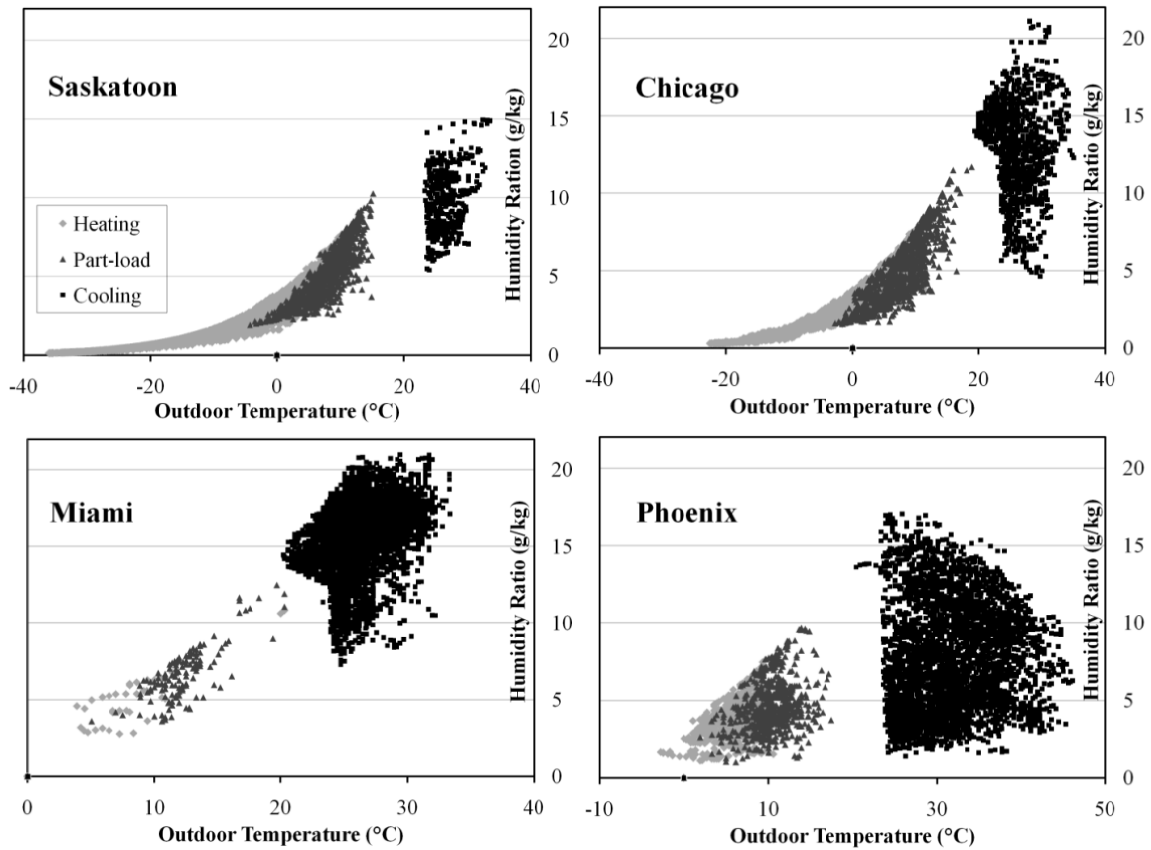 Saskatoon
Heating
Part-load
Cooling
20
15
10
5
0
Humidity Ration (g/kg)
-40
-20
0
20
40
Outdoor Temperature (°C)
Chicago
20
15
10
5
0
Humidity Ratio (g/kg)
-40
-20
0
20
40
Outdoor Temperature (°C)
Miami
20
15
10
5
0
Humidity Ratio (g/kg)
0
10
20
30
40
Outdoor Temperature (°C)
Phoenix
20
15
10
5
0
Humidity Ratio (g/kg)
-10
10
30
50
Outdoor Temperature (°C)